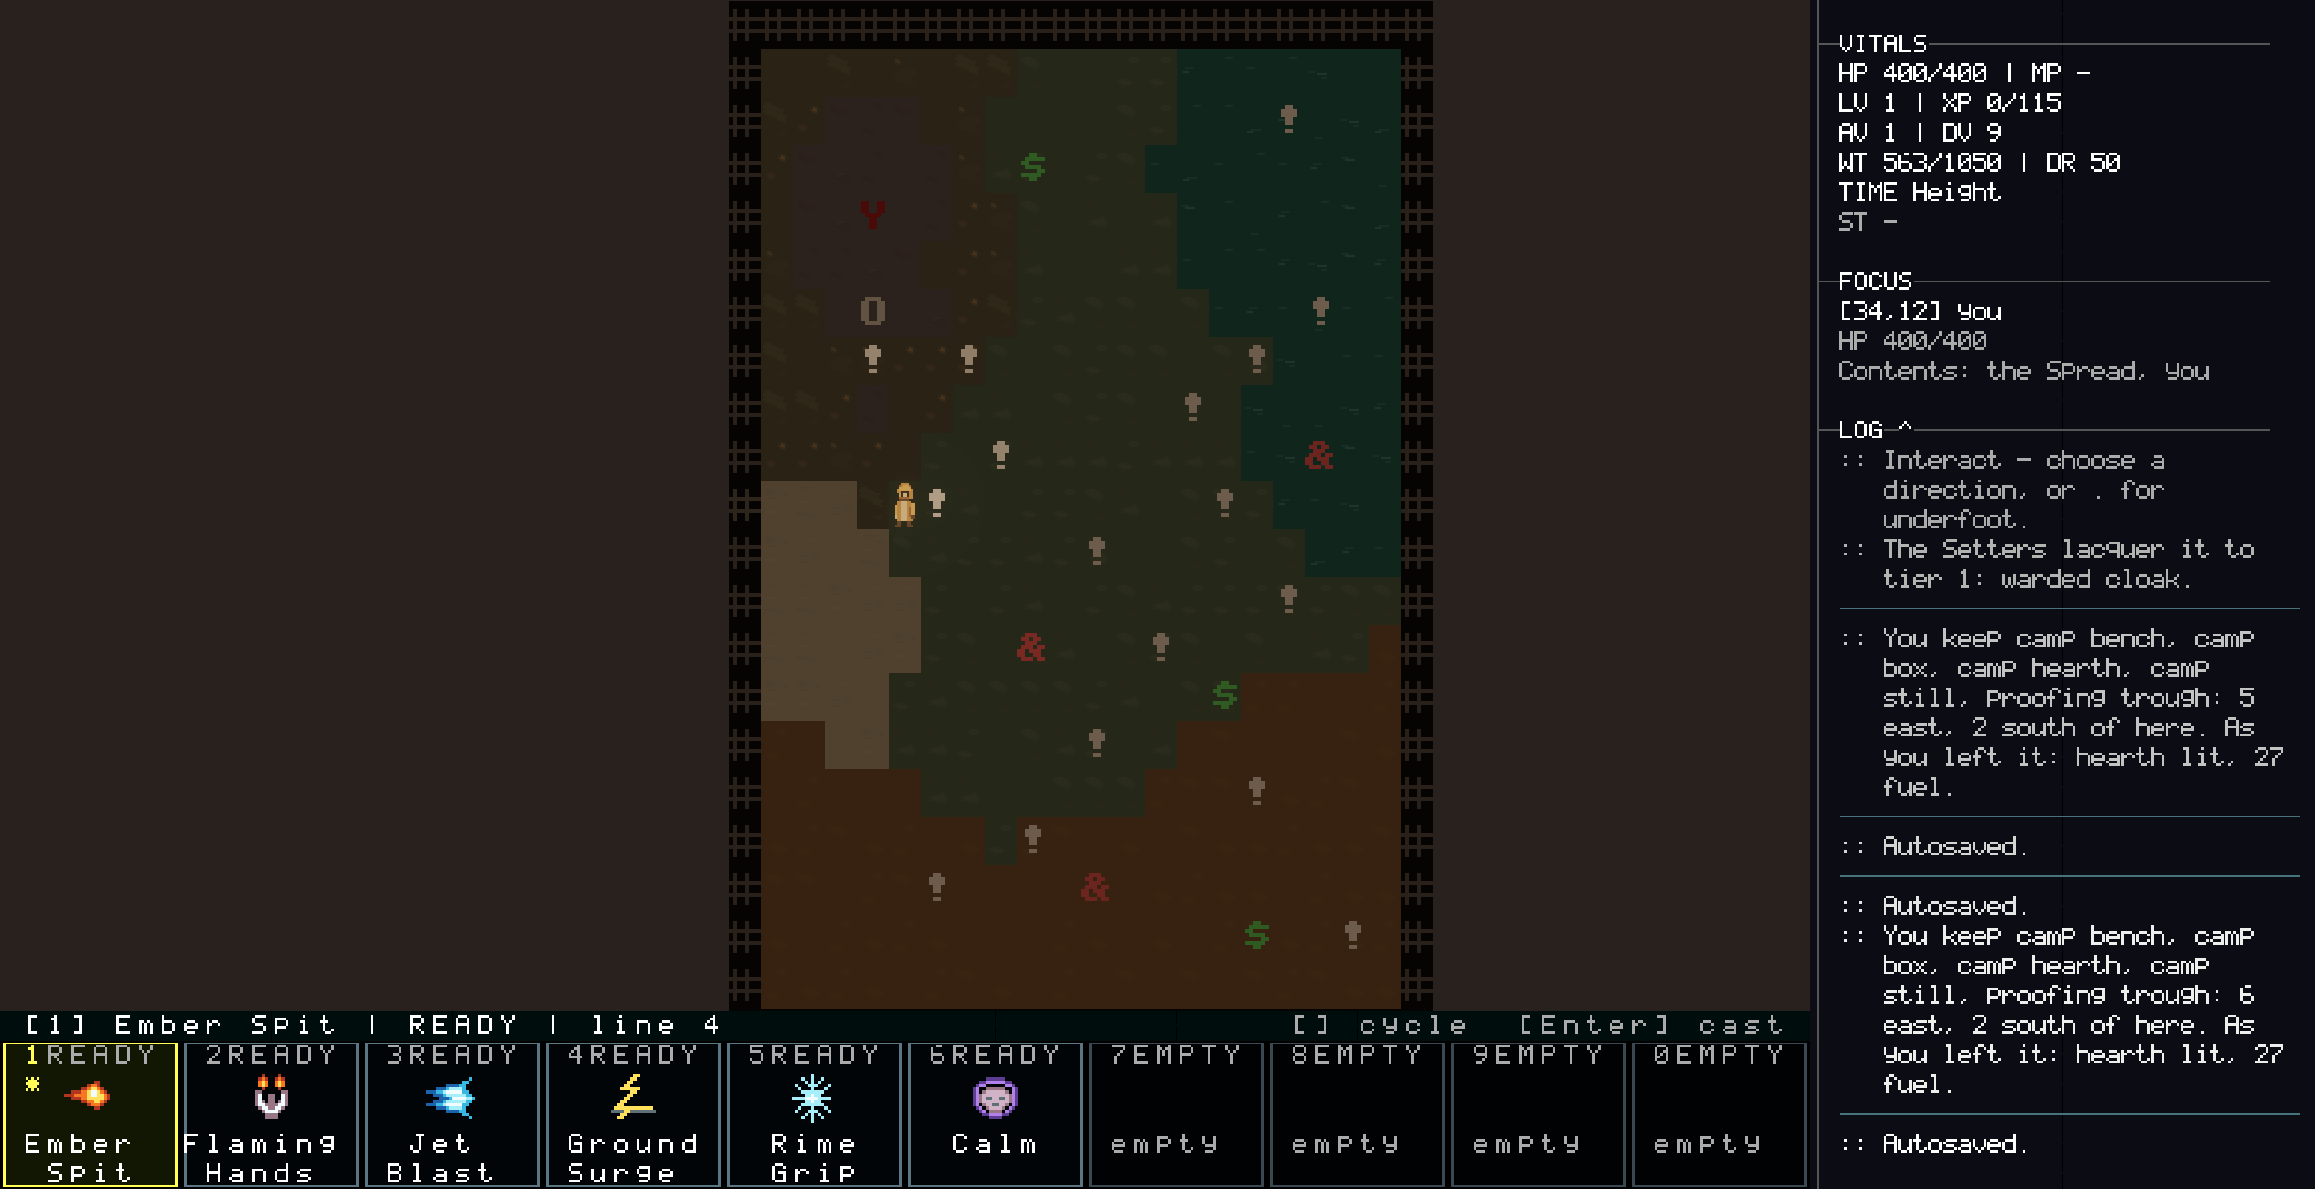 VITALS
HP 400/400 | MP -
LV 1 | XP 0/115
AV 1 | DV 9
WT 563/1050 | DR 50
TIME Height
ST -
FOCUS
[34,12] you
HP 400/400
Contents: the Spread, you
LOG ^
:: Interact - choose a
direction, or . for
underfoot.
:: The Setters lacquer it to
tier 1: warded cloak.
:: You keep camp bench, camp
box, camp hearth, camp
still, proofing trough: 5
east, 2 south of here. As
you left it: hearth lit, 27
fuel.
:: Autosaved.
:: Autosaved.
:: You keep camp bench, camp
box, camp hearth, camp
still, proofing trough: 6
east, 2 south of here. As
you left it: hearth lit, 27
fuel.
:: Autosaved.
$
Y
0
&
&
$
&
$
[1] Ember Spit | READY | line 4
[] cycle [Enter] cast
1READY
2READY
3READY
4READY
5READY
6READY
7EMPTY
8EMPTY
9EMPTY
0EMPTY
Ember
Spit
Flaming
Hands
Jet
Blast
Ground
Surge
Rime
Grip
Calm
empty
empty
empty
empty